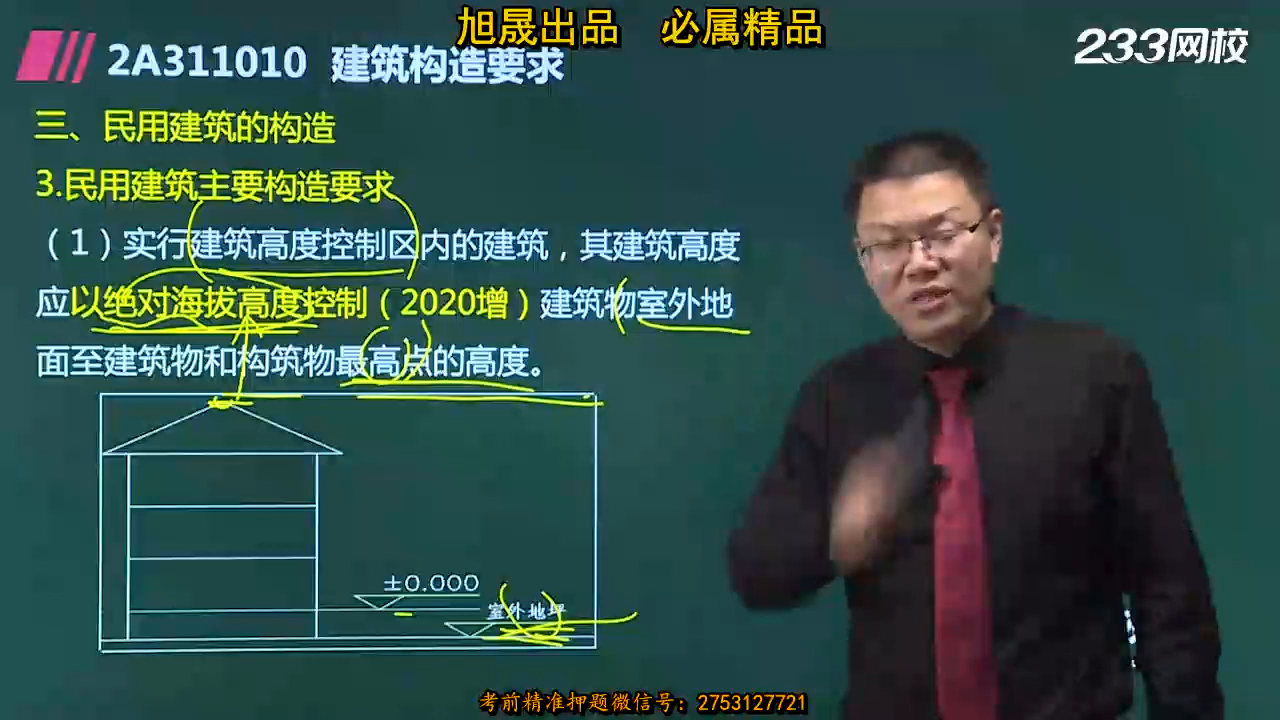 旭晟出品 必属精品
2A311010 建筑构造要求
233网校
三、民用建筑的构造
3.民用建筑主要构造要求
（1）实行建筑高度控制区内的建筑，其建筑高度
应以绝对海拔高度控制（2020增）建筑物室外地
面至建筑物和构筑物最高点的高度。
±0.000
室外地坪
考前精准押题微信号：2753127721